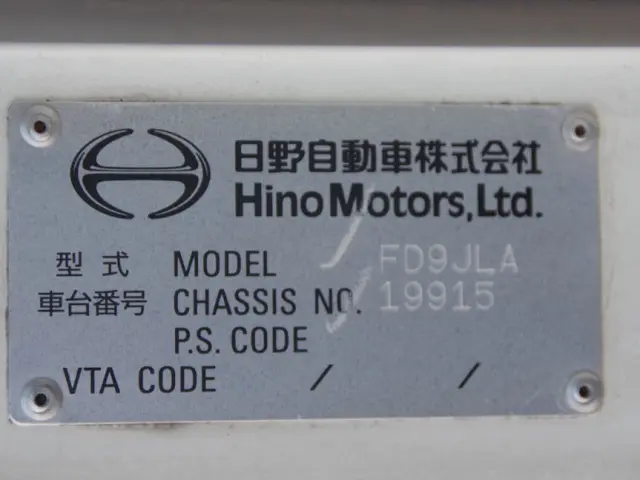 日野自動車株式会社
Hino Motors, Ltd.
型式 MODEL FD9JLA
車台番号 CHASSIS NO. 19915
P.S. CODE
VTA CODE / /